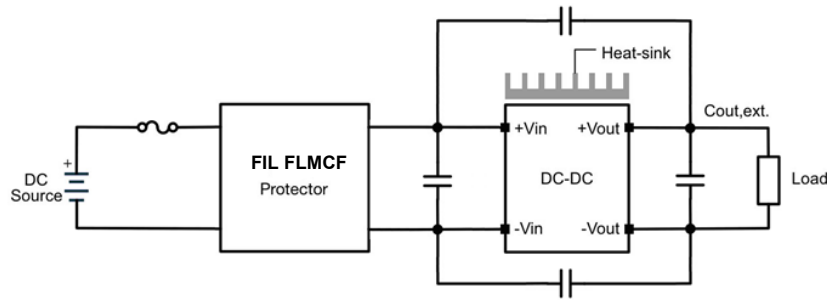 Heat-sink
Cout,ext.
+
DC
Source
FIL FLMCF
Protector
+Vin
+Vout
DC-DC
-Vin
-Vout
Load